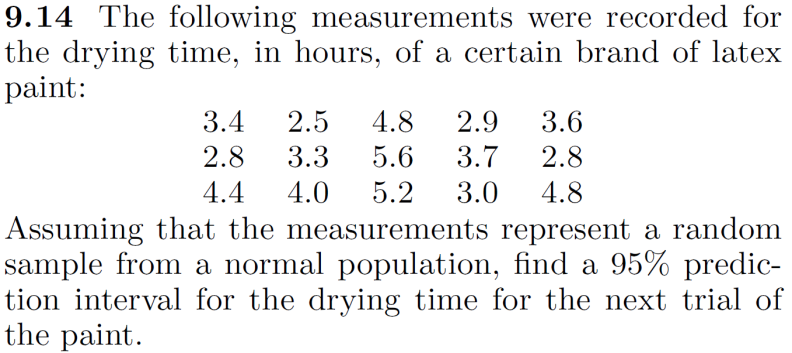 9.14 The following measurements were recorded for
the drying time, in hours, of a certain brand of latex
paint:
3.4 2.5 4.8 2.9 3.6
2.8 3.3 5.6 3.7 2.8
4.4 4.0 5.2 3.0 4.8
Assuming that the measurements represent a random
sample from a normal population, find a 95% predic-
tion interval for the drying time for the next trial of
the paint.